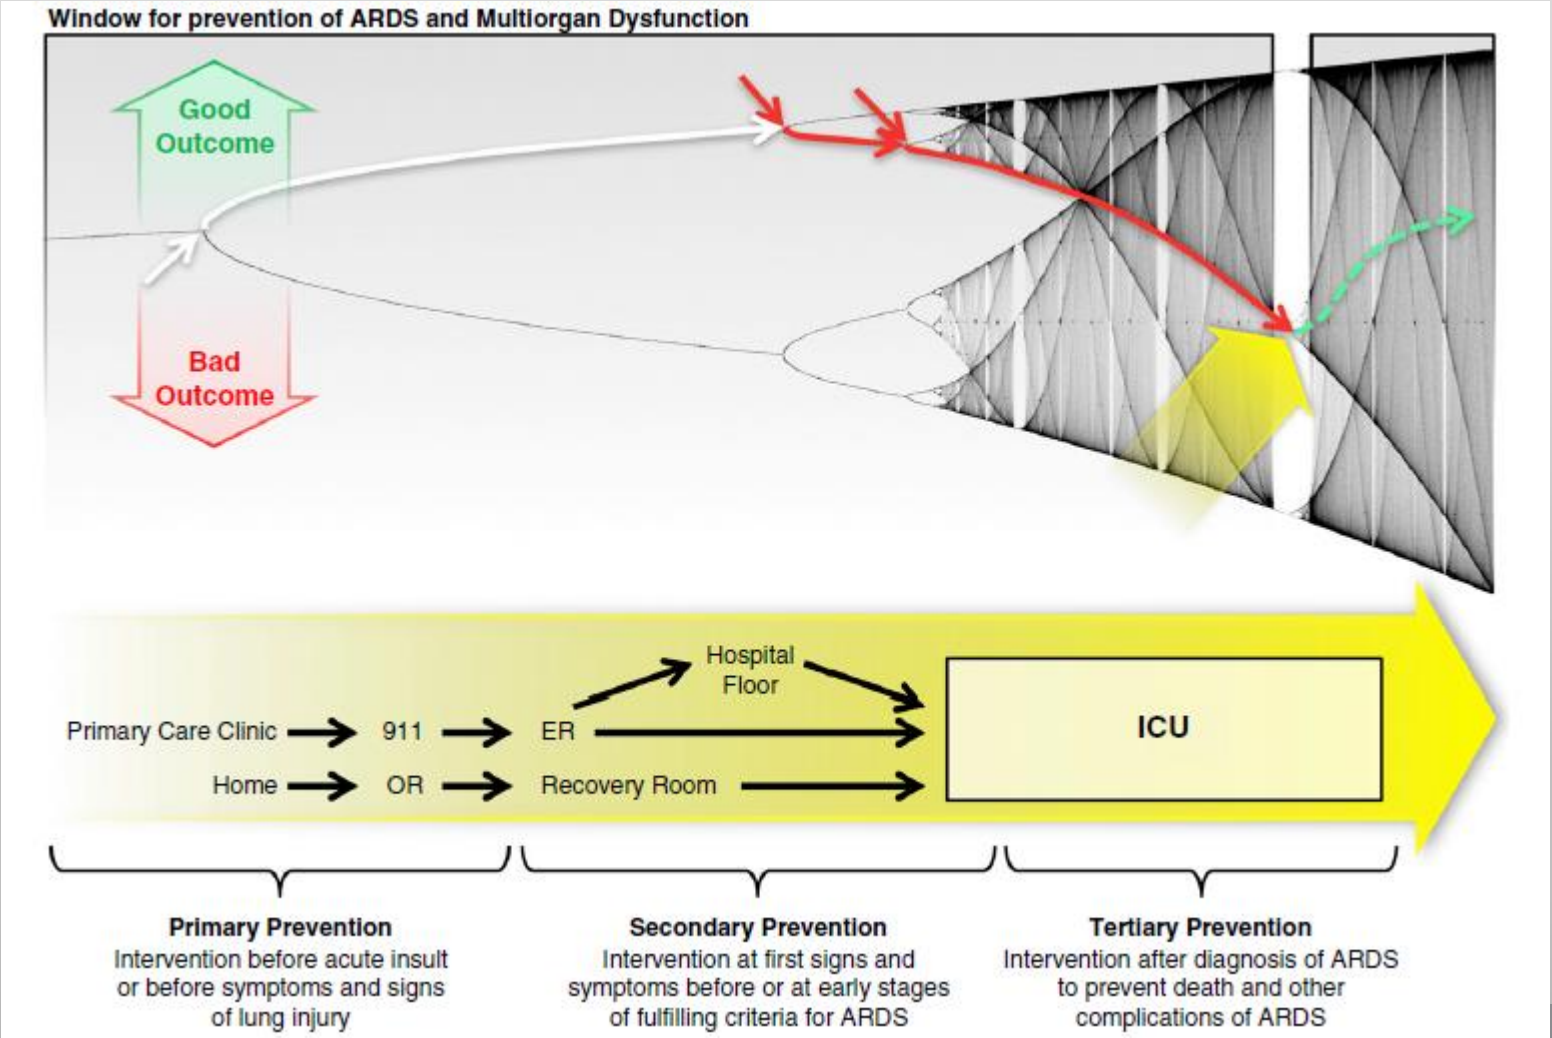 Window for prevention of ARDS and Multiorgan Dysfunction
Good
Outcome
Bad
Outcome
Hospital
Floor
Primary Care Clinic 911 ER
ICU
Home OR Recovery Room
Primary Prevention
Intervention before acute insult
or before symptoms and signs
of lung injury
Secondary Prevention
Intervention at first signs and
symptoms before or at early stages
of fulfilling criteria for ARDS
Tertiary Prevention
Intervention after diagnosis of ARDS
to prevent death and other
complications of ARDS